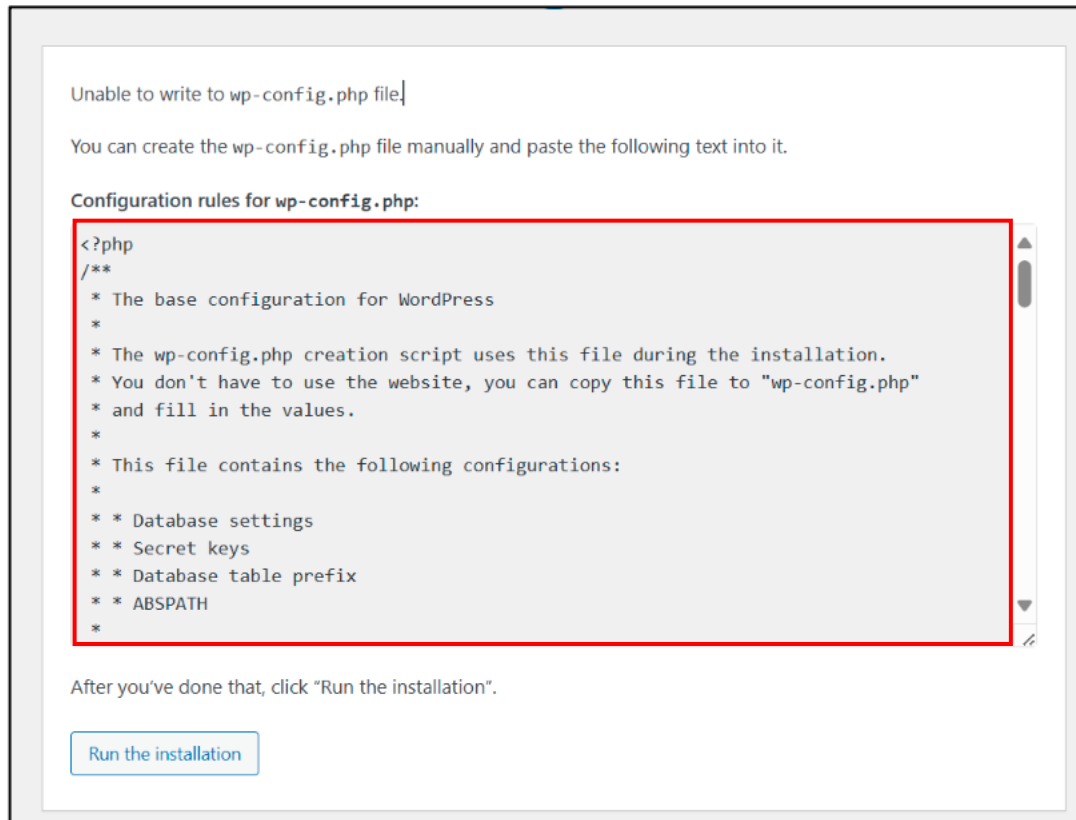 Unable to write to wp-config.php file.
You can create the wp-config.php file manually and paste the following text into it.
Configuration rules for wp-config.php:
<?php
/**
 * The base configuration for WordPress
 *
 * The wp-config.php creation script uses this file during the installation.
 * You don't have to use the website, you can copy this file to "wp-config.php"
 * and fill in the values.
 *
 * This file contains the following configurations:
 *
 * * Database settings
 * * Secret keys
 * * Database table prefix
 * * ABSPATH
 *
After you’ve done that, click “Run the installation”.
Run the installation